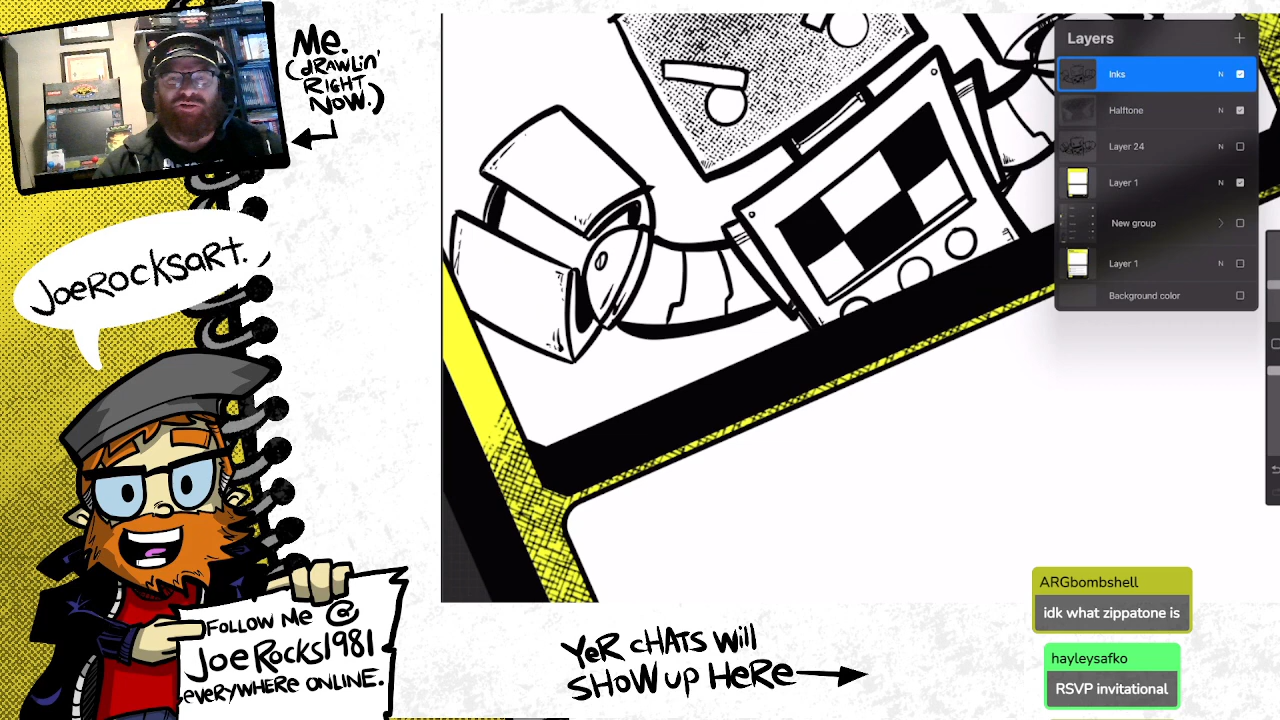 Me.
(dRAWLin'
RIGHT
NOW.)
JoeRocksart.
FOLLOW Me @
JoeRocks1981
everywhere ONLINE.
YeR cHATS Will
SHOW up HeRe
Layers
+
Inks
N
Halftone
N
Layer 24
N
Layer 1
N
New group
Layer 1
N
Background color
ARGbombshell
idk what zippatone is
hayleysafko
RSVP invitational